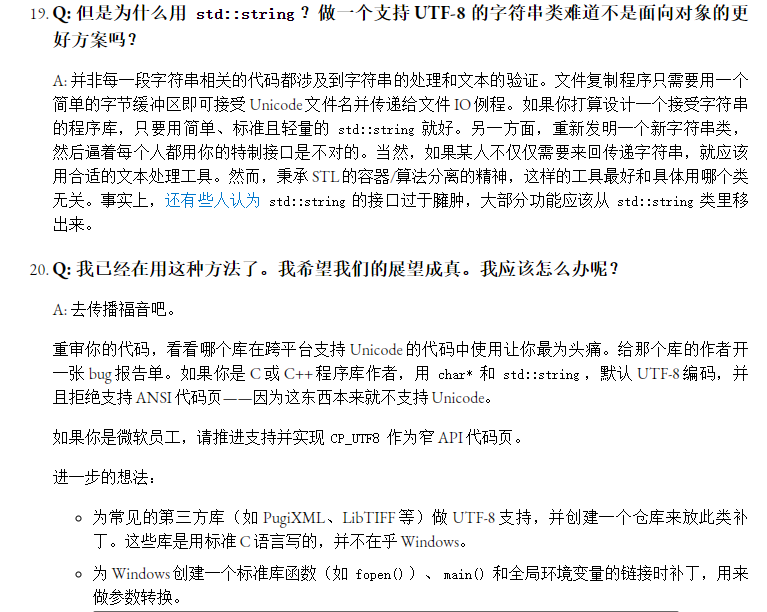 19. Q: 但是为什么用 std::string ？做一个支持 UTF-8 的字符串类难道不是面向对象的更
好方案吗？
A: 并非每一段字符串相关的代码都涉及到字符串的处理和文本的验证。文件复制程序只需要用一个
简单的字节缓冲区即可接受 Unicode 文件名并传递给文件 IO 例程。如果你打算设计一个接受字符串
的程序库，只要用简单、标准且轻量的 std::string 就好。另一方面，重新发明一个新字符串类，
然后逼着每个人都用你的特制接口是不对的。当然，如果某人不仅仅需要来回传递字符串，就应该
用合适的文本处理工具。然而，秉承 STL 的容器/算法分离的精神，这样的工具最好和具体用哪个类
无关。事实上，还有些人认为 std::string 的接口过于臃肿，大部分功能应该从 std::string 类里移
出来。
20. Q: 我已经在用这种方法了。我希望我们的展望成真。我应该怎么办呢？
A: 去传播福音吧。
重审你的代码，看看哪个库在跨平台支持 Unicode 的代码中使用让你最为头痛。给那个库的作者开
一张 bug 报告单。如果你是 C 或 C++ 程序库作者，用 char* 和 std::string ，默认 UTF-8 编码，并
且拒绝支持 ANSI 代码页——因为这东西本来就不支持 Unicode。
如果你是微软员工，请推进支持并实现 CP_UTF8 作为窄 API 代码页。
进一步的想法：
为常见的第三方库（如 PugiXML、LibTIFF 等）做 UTF-8 支持，并创建一个仓库来放此类补
丁。这些库是用标准 C 语言写的，并不在乎 Windows。
为 Windows 创建一个标准库函数（如 fopen() ）、 main() 和全局环境变量的链接时补丁，用来
做参数转换。